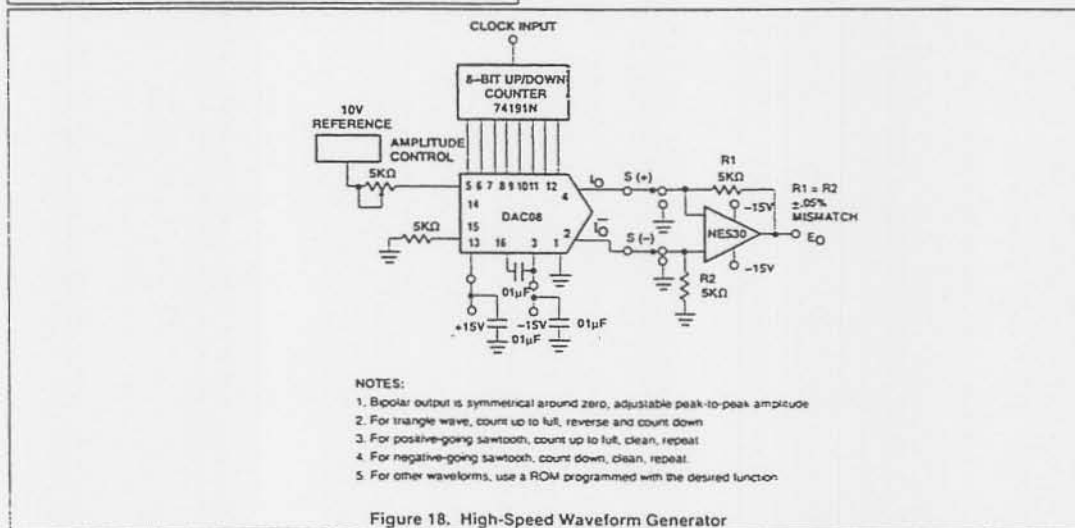 CLOCK INPUT
8-BIT UP/DOWN
COUNTER
74191N
10V
REFERENCE
AMPLITUDE
CONTROL
5KΩ
5 6 7 8 9 10 11 12
14
4
DAC08
15
2
13 16 3 1
5KΩ
IO
IO
S (+)
S (-)
R1
5KΩ
-15V
NE530
-15V
R1 = R2
±.05%
MISMATCH
EO
R2
5KΩ
01μF
+15V
01μF
-15V
01μF
NOTES:
1. Bipolar output is symmetrical around zero, adjustable peak-to-peak amplitude
2. For triangle wave, count up to full, reverse and count down
3. For positive-going sawtooth, count up to full, clean, repeat
4. For negative-going sawtooth, count down, clean, repeat.
5. For other waveforms, use a ROM programmed with the desired function
Figure 18. High-Speed Waveform Generator